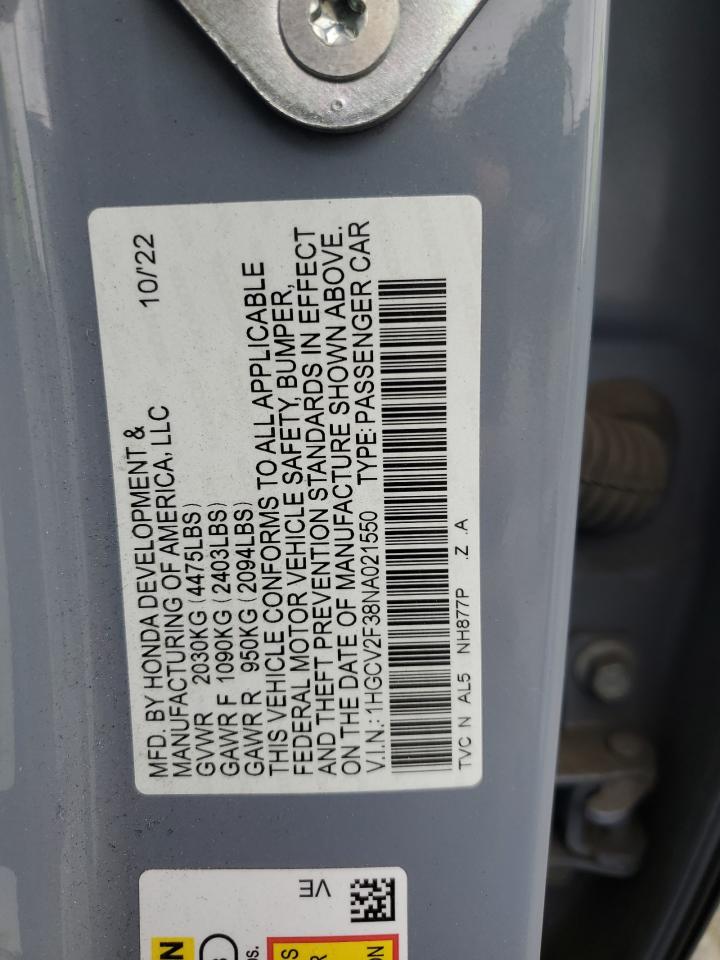 MFD. BY HONDA DEVELOPMENT & 10/'22
MANUFACTURING OF AMERICA, LLC
GVWR 2030KG (4475LBS)
GAWR F 1090KG (2403LBS)
GAWR R 950KG (2094LBS)
THIS VEHICLE CONFORMS TO ALL APPLICABLE
FEDERAL MOTOR VEHICLE SAFETY, BUMPER,
AND THEFT PREVENTION STANDARDS IN EFFECT
ON THE DATE OF MANUFACTURE SHOWN ABOVE.
V.I.N.: 1HGCV2F38NA021550 TYPE: PASSENGER CAR
TVC N AL5 NH877P .Z .A
VE